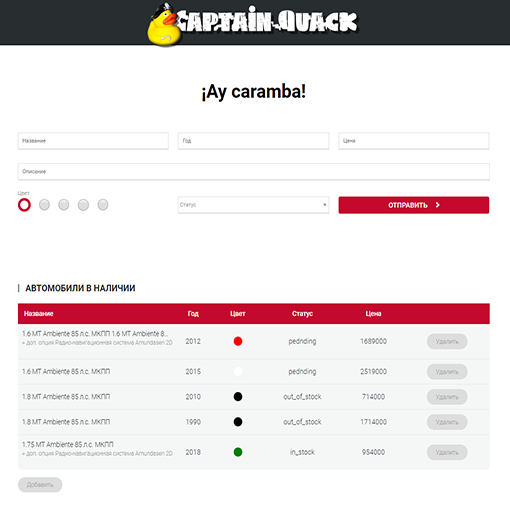 CAPTAIN QUACK
¡Ay caramba!
Название Год Цена
Описание
Цвет
Статус ОТПРАВИТЬ
АВТОМОБИЛИ В НАЛИЧИИ
Название Год Цвет Статус Цена
1.6 MT Ambiente 85 л.с. МКПП 1.6 MT Ambiente 8... 2012 pednding 1689000 Удалить
+ доп. опция Радио-навигационная система Amundasen 2D
1.6 MT Ambiente 85 л.с. МКПП 2015 pednding 2519000 Удалить
1.8 MT Ambiente 85 л.с. МКПП 2010 out_of_stock 714000 Удалить
1.8 MT Ambiente 85 л.с. МКПП 1990 out_of_stock 1714000 Удалить
1.75 MT Ambiente 85 л.с. МКПП 2018 in_stock 954000 Удалить
+ доп. опция Радио-навигационная система Amundasen 2D
Добавить